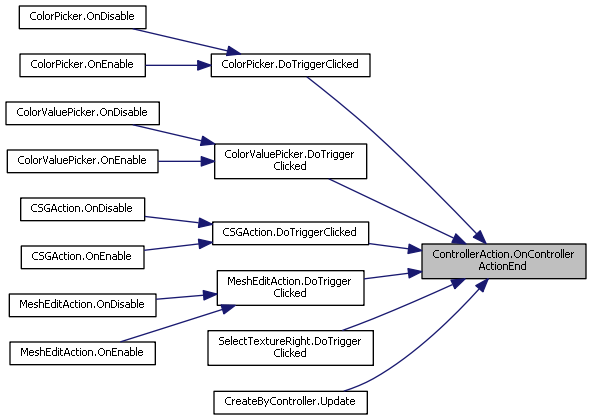 ColorPicker.OnDisable
ColorPicker.OnEnable
ColorPicker.DoTriggerClicked
ColorValuePicker.OnDisable
ColorValuePicker.OnEnable
ColorValuePicker.DoTrigger
Clicked
CSGAction.OnDisable
CSGAction.OnEnable
CSGAction.DoTriggerClicked
ControllerAction.OnController
ActionEnd
MeshEditAction.DoTrigger
Clicked
MeshEditAction.OnDisable
MeshEditAction.OnEnable
SelectTextureRight.DoTrigger
Clicked
CreateByController.Update